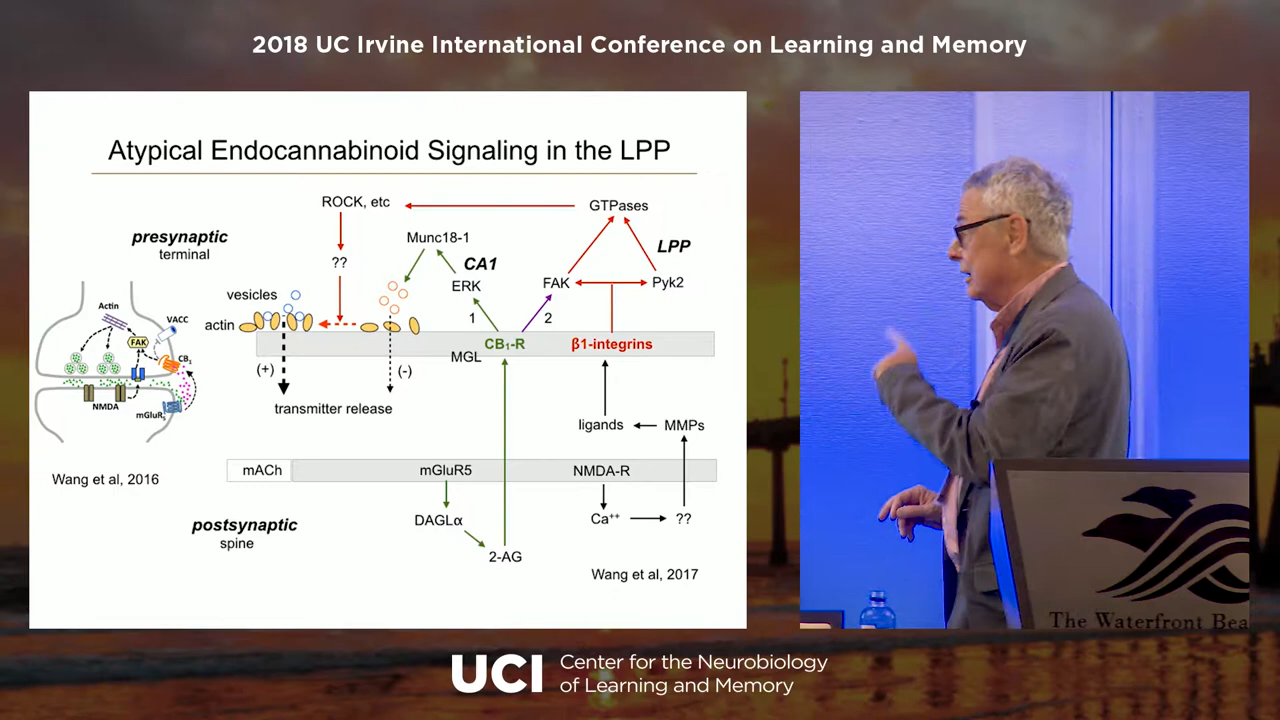 2018 UC Irvine International Conference on Learning and Memory
Atypical Endocannabinoid Signaling in the LPP
ROCK, etc
GTPases
presynaptic
terminal
Munc18-1
LPP
??
CA1
ERK
FAK
Pyk2
vesicles
actin
1
2
CB1-R
β1-integrins
MGL
(+)
(-)
transmitter release
Actin
VACC
FAK
CB1
NMDA
mGluR5
ligands
MMPs
Wang et al, 2016
mACh
mGluR5
NMDA-R
postsynaptic
spine
DAGLα
Ca++
??
2-AG
Wang et al, 2017
The Waterfront Bea
UCI
Center for the Neurobiology
of Learning and Memory